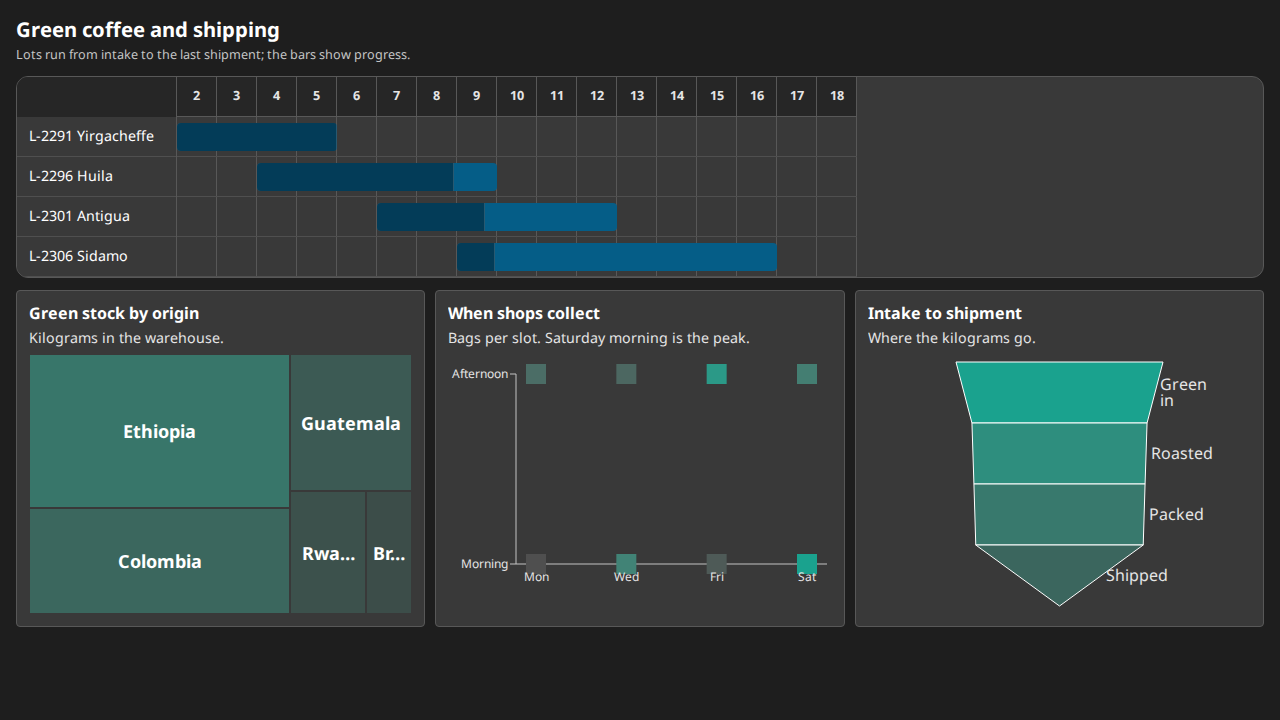 Green coffee and shipping
Lots run from intake to the last shipment; the bars show progress.
2 3 4 5 6 7 8 9 10 11 12 13 14 15 16 17 18
L-2291 Yirgacheffe
L-2296 Huila
L-2301 Antigua
L-2306 Sidamo
Green stock by origin
Kilograms in the warehouse.
Ethiopia
Guatemala
Colombia
Rwa...
Br...
When shops collect
Bags per slot. Saturday morning is the peak.
Afternoon
Morning
Mon Wed Fri Sat
Intake to shipment
Where the kilograms go.
Green
in
Roasted
Packed
Shipped